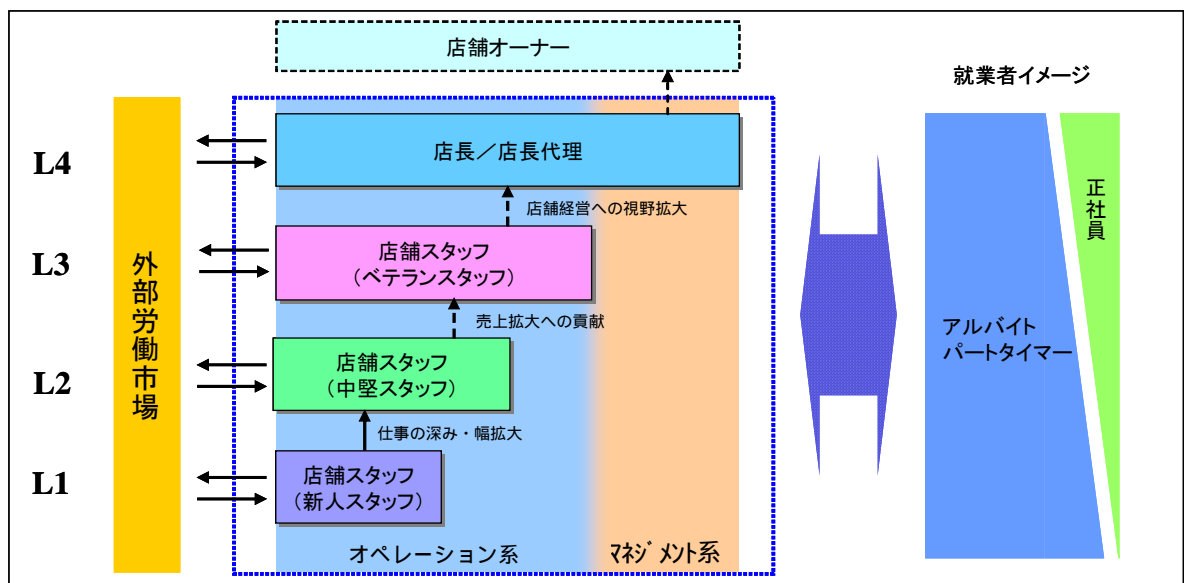 店舗オーナー
就業者イメージ
L4
店長／店長代理
店舗経営への視野拡大
正社員
L3
店舗スタッフ
（ベテランスタッフ）
外部労働市場
売上拡大への貢献
アルバイト
パートタイマー
L2
店舗スタッフ
（中堅スタッフ）
仕事の深み・幅拡大
L1
店舗スタッフ
（新人スタッフ）
オペレーション系
ﾏﾈｼﾞﾒﾝﾄ系